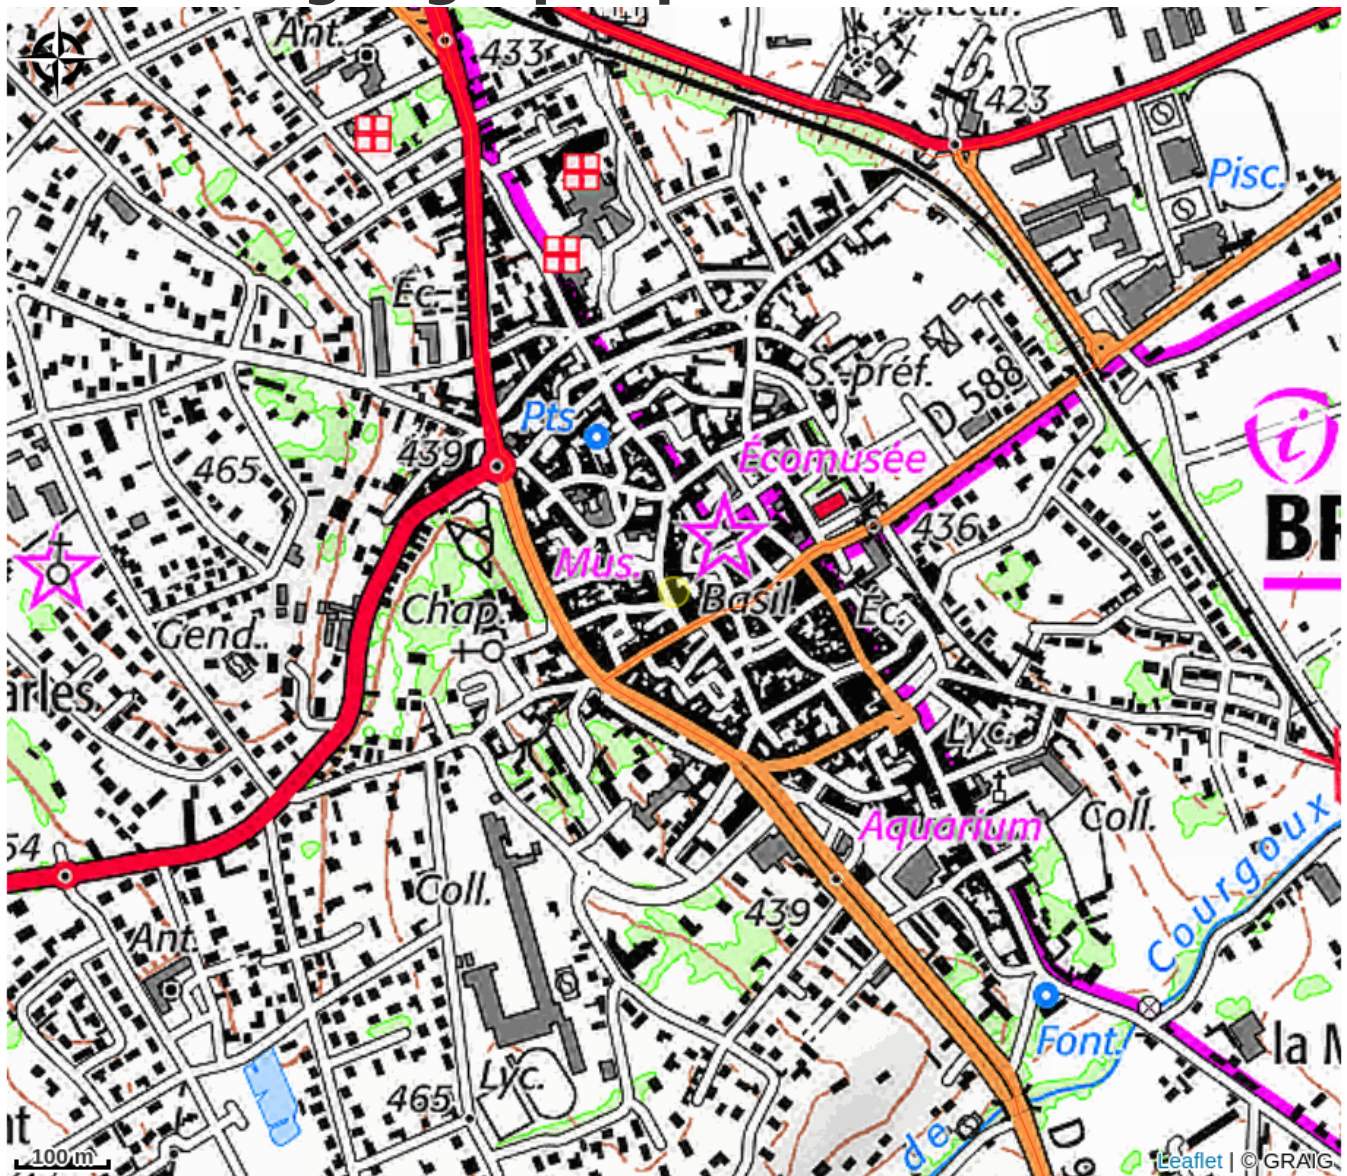 Ant.
433
423
Pisc.
Éc.
S.-préf.
D 588
Pts
439
465
Écomusée
436
BR
Mus.
Basil.
Éc.
Chap.
Gend.
arles
Lyc.
Aquarium
Coll.
54
Coll.
439
Courgoux
Ant.
Font.
Lyc.
465
la M
nt
de
D
100 m
Leaflet | © GRAIG